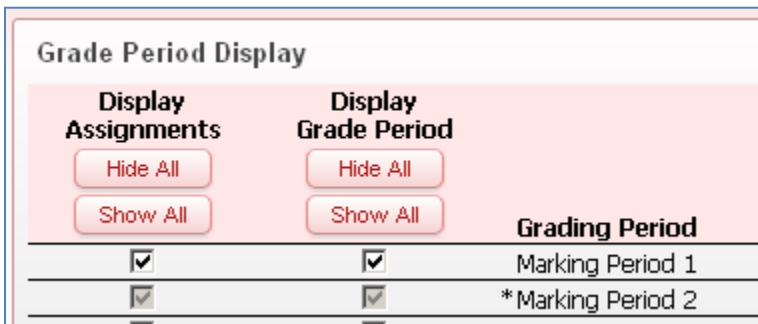 Grade Period Display
Display Assignments
Display Grade Period
Hide All
Hide All
Show All
Show All
Grading Period
Marking Period 1
*Marking Period 2